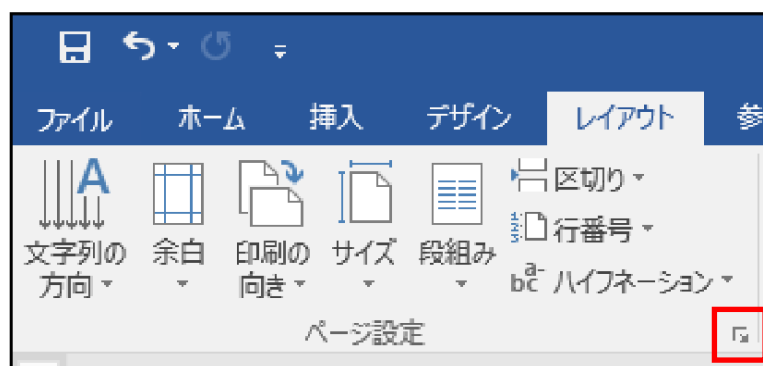 ファイル ホーム 挿入 デザイン レイアウト 参
区切り
行番号
文字列の方向 余白 印刷の向き サイズ 段組み
bc a- ハイフネーション
ページ設定